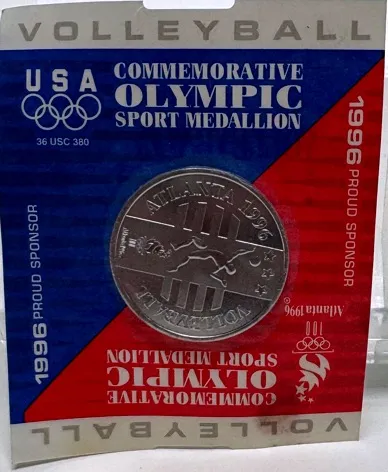 VOLLEYBALL
USA
36 USC 380
COMMEMORATIVE
OLYMPIC
SPORT MEDALLION
1996 PROUD SPONSOR
1996 PROUD SPONSOR
ATLANTA 1996
VOLLEYBALL
Atlanta 1996
100
COMMEMORATIVE
OLYMPIC
SPORT MEDALLION
VOLLEYBALL